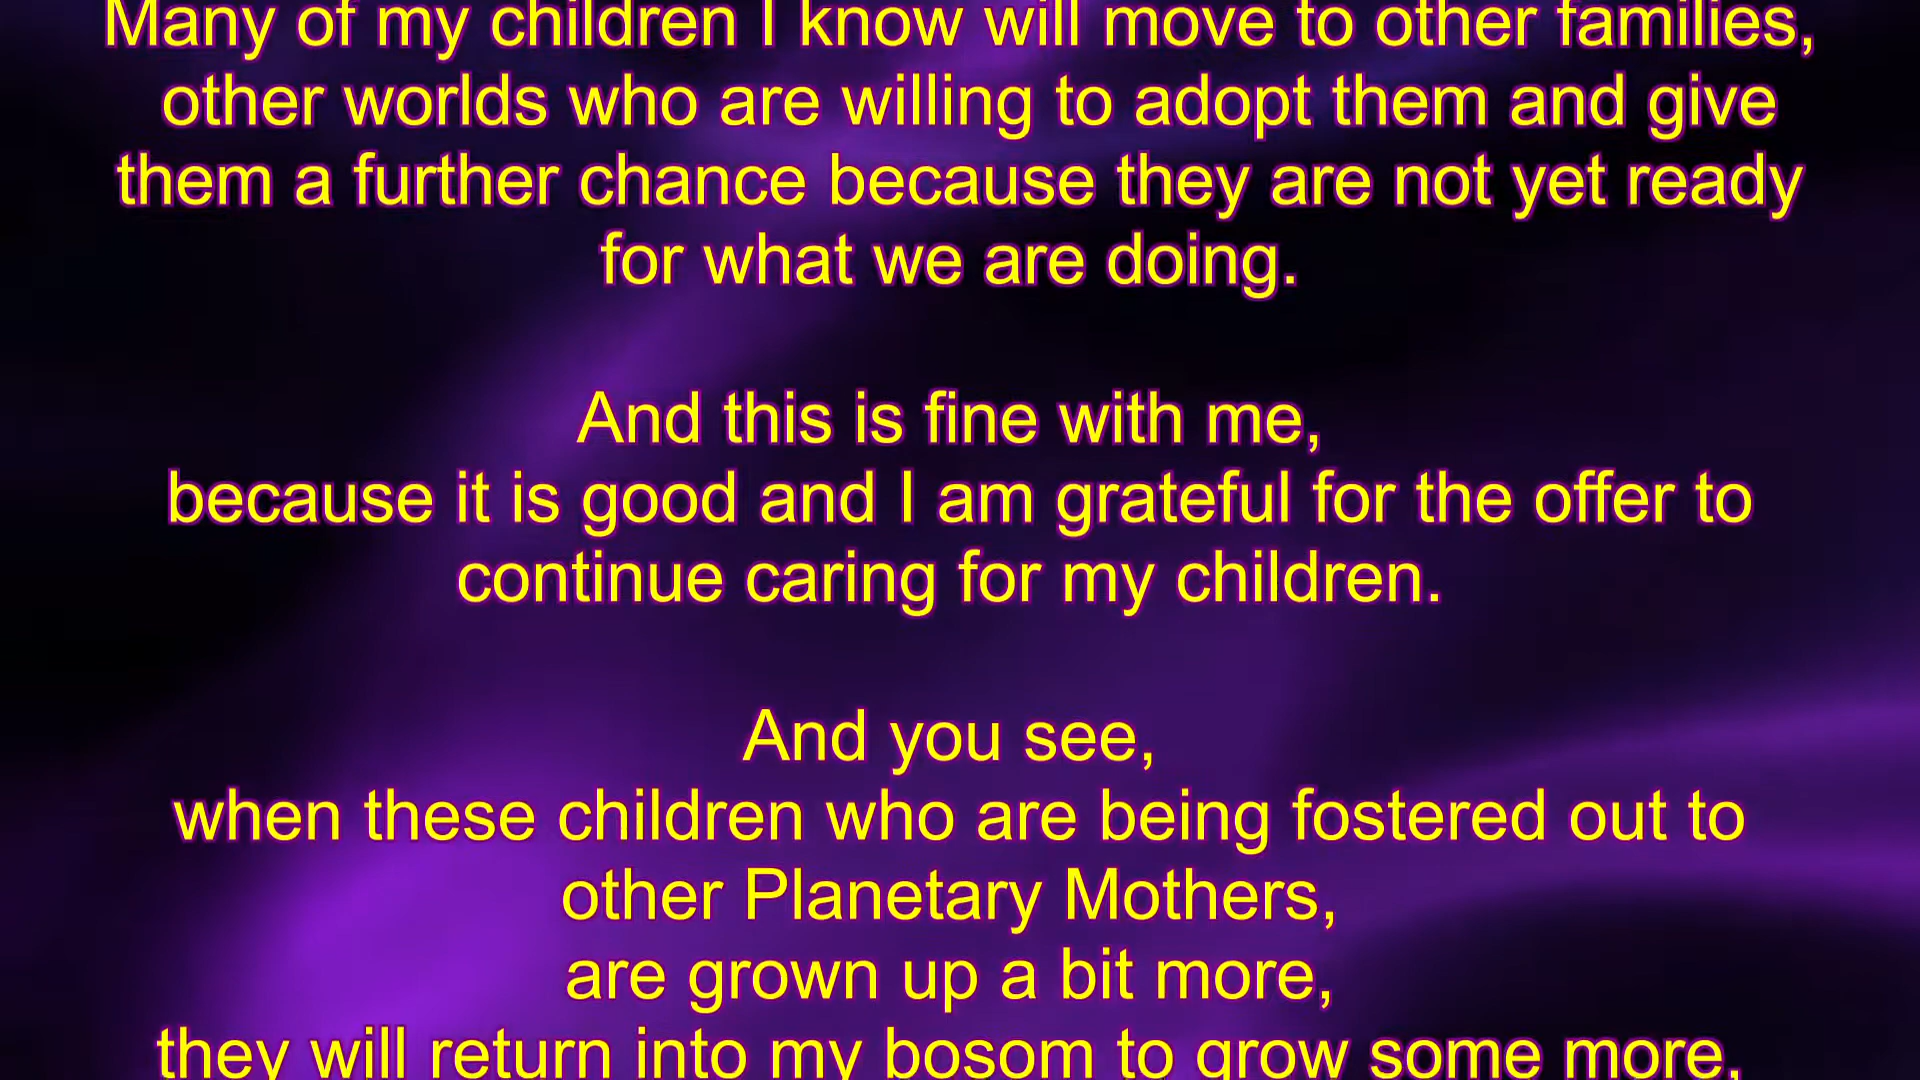 Many of my children I know will move to other families,
other worlds who are willing to adopt them and give
them a further chance because they are not yet ready
for what we are doing.
And this is fine with me,
because it is good and I am grateful for the offer to
continue caring for my children.
And you see,
when these children who are being fostered out to
other Planetary Mothers,
are grown up a bit more,
they will return into my bosom to grow some more,